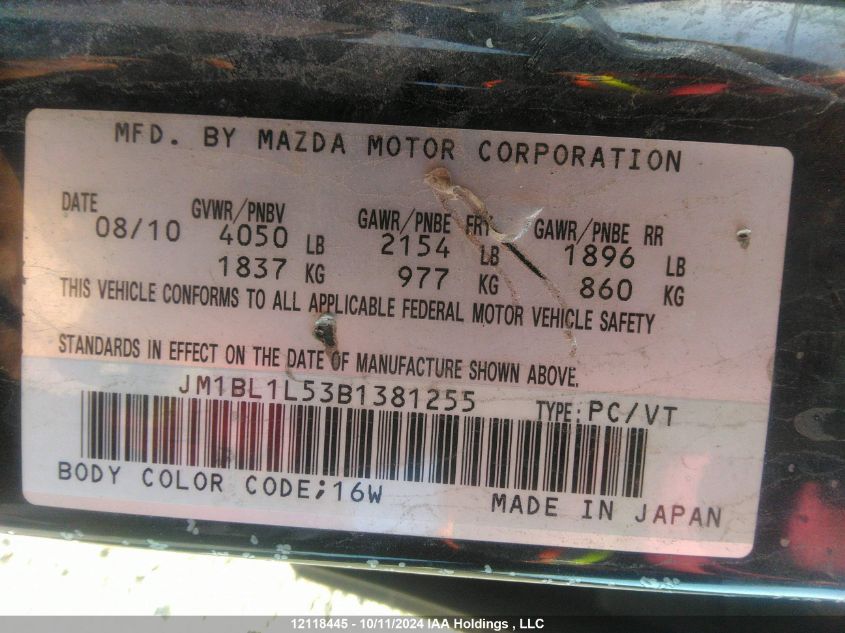 MFD. BY MAZDA MOTOR CORPORATION
DATE GVWR/PNBV GAWR/PNBE FRT GAWR/PNBE RR
08/10 4050 LB 2154 LB 1896 LB
1837 KG 977 KG 860 KG
THIS VEHICLE CONFORMS TO ALL APPLICABLE FEDERAL MOTOR VEHICLE SAFETY
STANDARDS IN EFFECT ON THE DATE OF MANUFACTURE SHOWN ABOVE.
JM1BL1L53B1381255 TYPE:PC/VT
BODY COLOR CODE;16W MADE IN JAPAN
12118445 - 10/11/2024 IAA Holdings , LLC